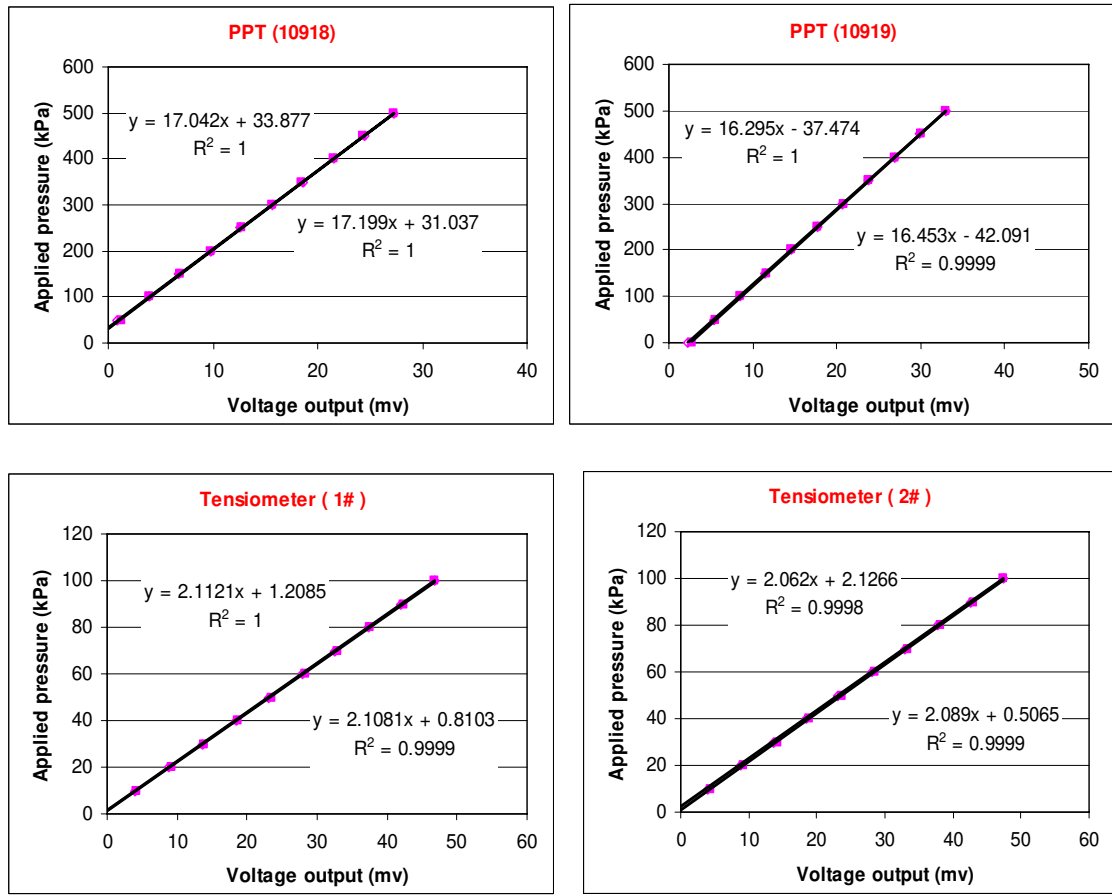 PPT (10918)
600
500
400
300
200
100
0
y = 17.042x + 33.877
R² = 1
y = 17.199x + 31.037
R² = 1
0 10 20 30 40
Voltage output (mv)
Applied pressure (kPa)
PPT (10919)
600
500
400
300
200
100
0
y = 16.295x - 37.474
R² = 1
y = 16.453x - 42.091
R² = 0.9999
0 10 20 30 40 50
Voltage output (mv)
Applied pressure (kPa)
Tensiometer ( 1# )
120
100
80
60
40
20
0
y = 2.1121x + 1.2085
R² = 1
y = 2.1081x + 0.8103
R² = 0.9999
0 10 20 30 40 50 60
Voltage output (mv)
Applied pressure (kPa)
Tensiometer ( 2# )
120
100
80
60
40
20
0
y = 2.062x + 2.1266
R² = 0.9998
y = 2.089x + 0.5065
R² = 0.9999
0 10 20 30 40 50 60
Voltage output (mv)
Applied pressure (kPa)